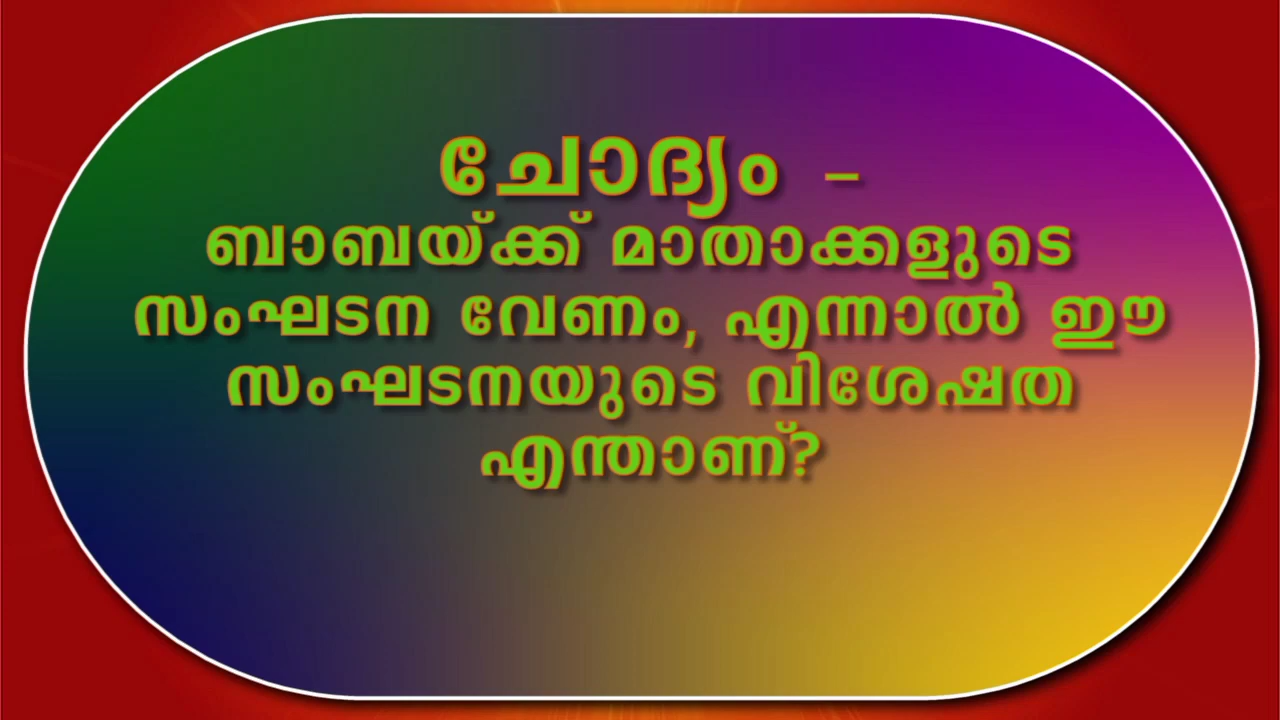 ചോദ്യം –
ബാബയ്ക്ക് മാതാക്കളുടെ
സംഘടന വേണം, എന്നാൽ ഈ
സംഘടനയുടെ വിശേഷത
എന്താണ്?